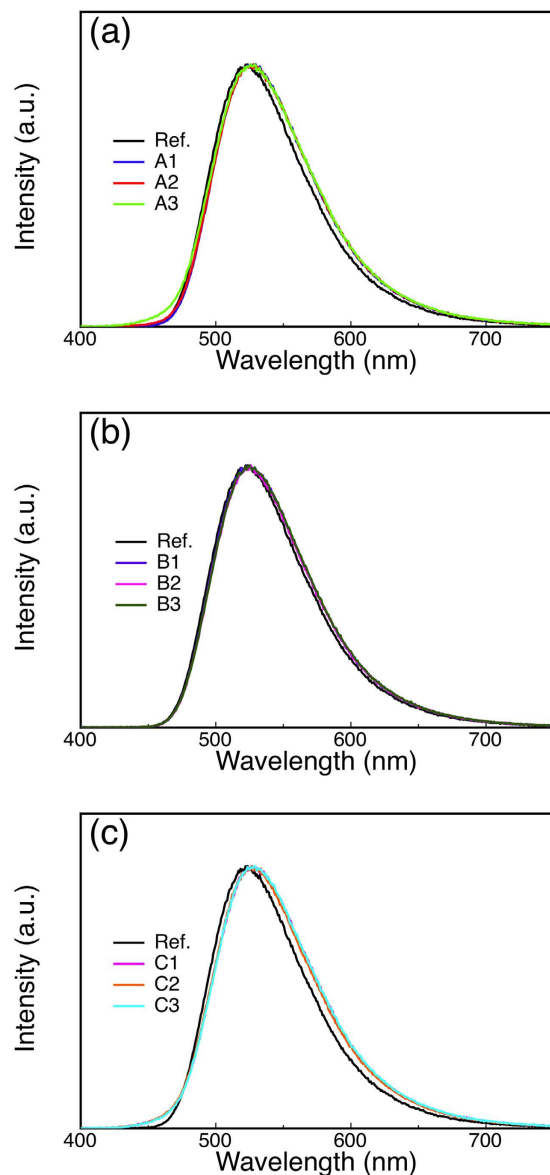 (a)
Intensity (a.u.)
Ref.
A1
A2
A3
400
500
600
700
Wavelength (nm)
(b)
Intensity (a.u.)
Ref.
B1
B2
B3
400
500
600
700
Wavelength (nm)
(c)
Intensity (a.u.)
Ref.
C1
C2
C3
400
500
600
700
Wavelength (nm)